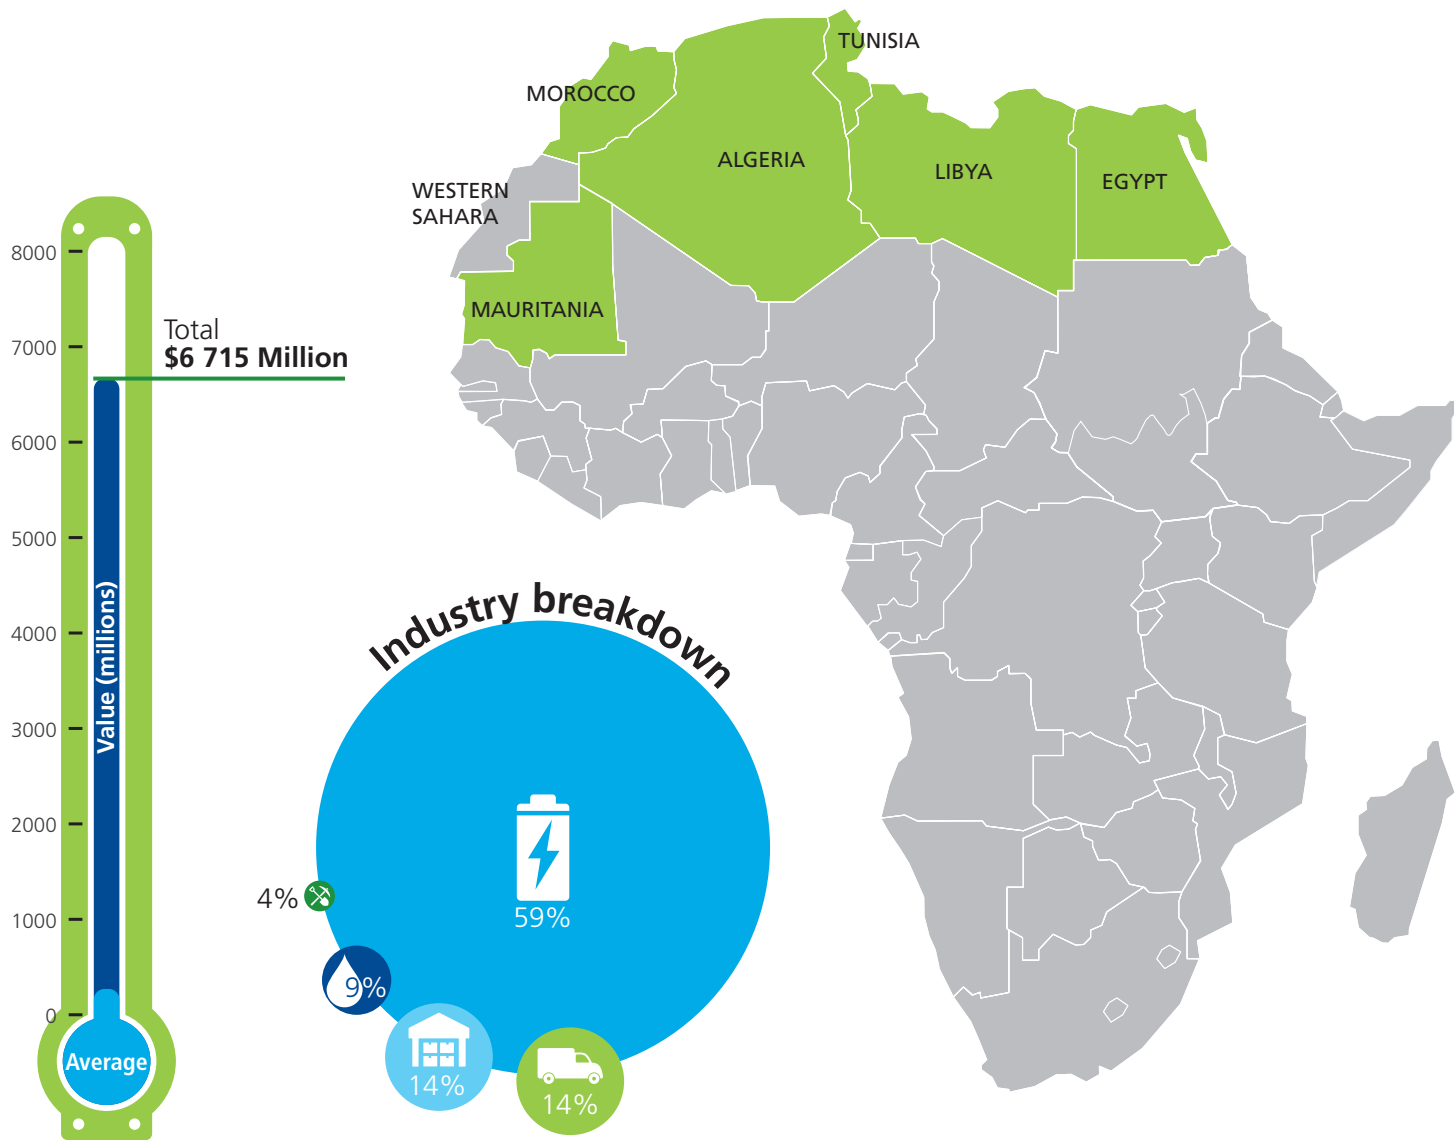 TUNISIA
MOROCCO
ALGERIA
LIBYA
EGYPT
WESTERN
SAHARA
MAURITANIA
8000
7000
6000
5000
4000
3000
2000
1000
0
Total
$6 715 Million
Value (millions)
Average
Industry breakdown
59%
4%
9%
14%
14%